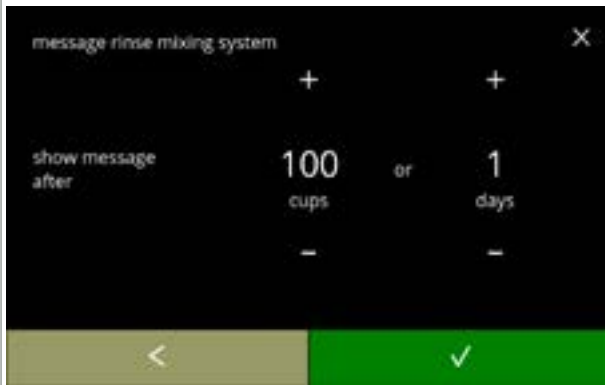 message rinse mixing system
×
+ +
show message
after
100 or 1
cups days
− −
< ✓